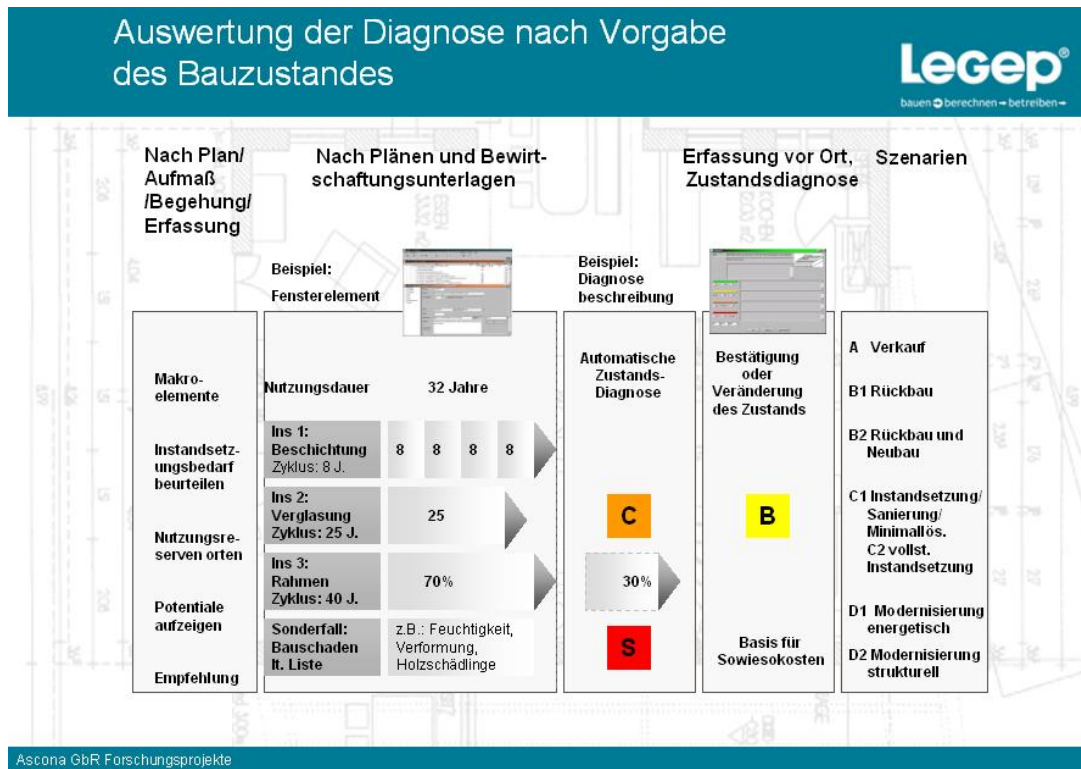 Auswertung der Diagnose nach Vorgabe
des Bauzustandes
LEGEP®
bauen berechnen betreiben
Nach Plan/
Aufmaß
/Begehung/
Erfassung
Nach Plänen und Bewirt-
schaftungsunterlagen
Erfassung vor Ort,
Zustandsdiagnose
Szenarien
Beispiel:
Fensterelement
Beispiel:
Diagnose
beschreibung
Makro-
elemente
Instandsetz-
ungsbedarf
beurteilen
Nutzungsre-
serven orten
Potentiale
aufzeigen
Empfehlung
Nutzungsdauer 32 Jahre
Ins 1:
Beschichtung
Zyklus: 8 J.
8 8 8 8
Ins 2:
Verglasung
Zyklus: 25 J.
25
Ins 3:
Rahmen
Zyklus: 40 J.
70%
Sonderfall:
Bauschaden
lt. Liste
z.B.: Feuchtigkeit,
Verformung,
Holzschädlinge
Automatische
Zustands-
Diagnose
C
30%
S
Bestätigung
oder
Veränderung
des Zustands
B
Basis für
Sowiesokosten
A Verkauf
B1 Rückbau
B2 Rückbau und
Neubau
C1 Instandsetzung/
Sanierung/
Minimallös.
C2 vollst.
Instandsetzung
D1 Modernisierung
energetisch
D2 Modernisierung
strukturell
Ascona GbR Forschungsprojekte